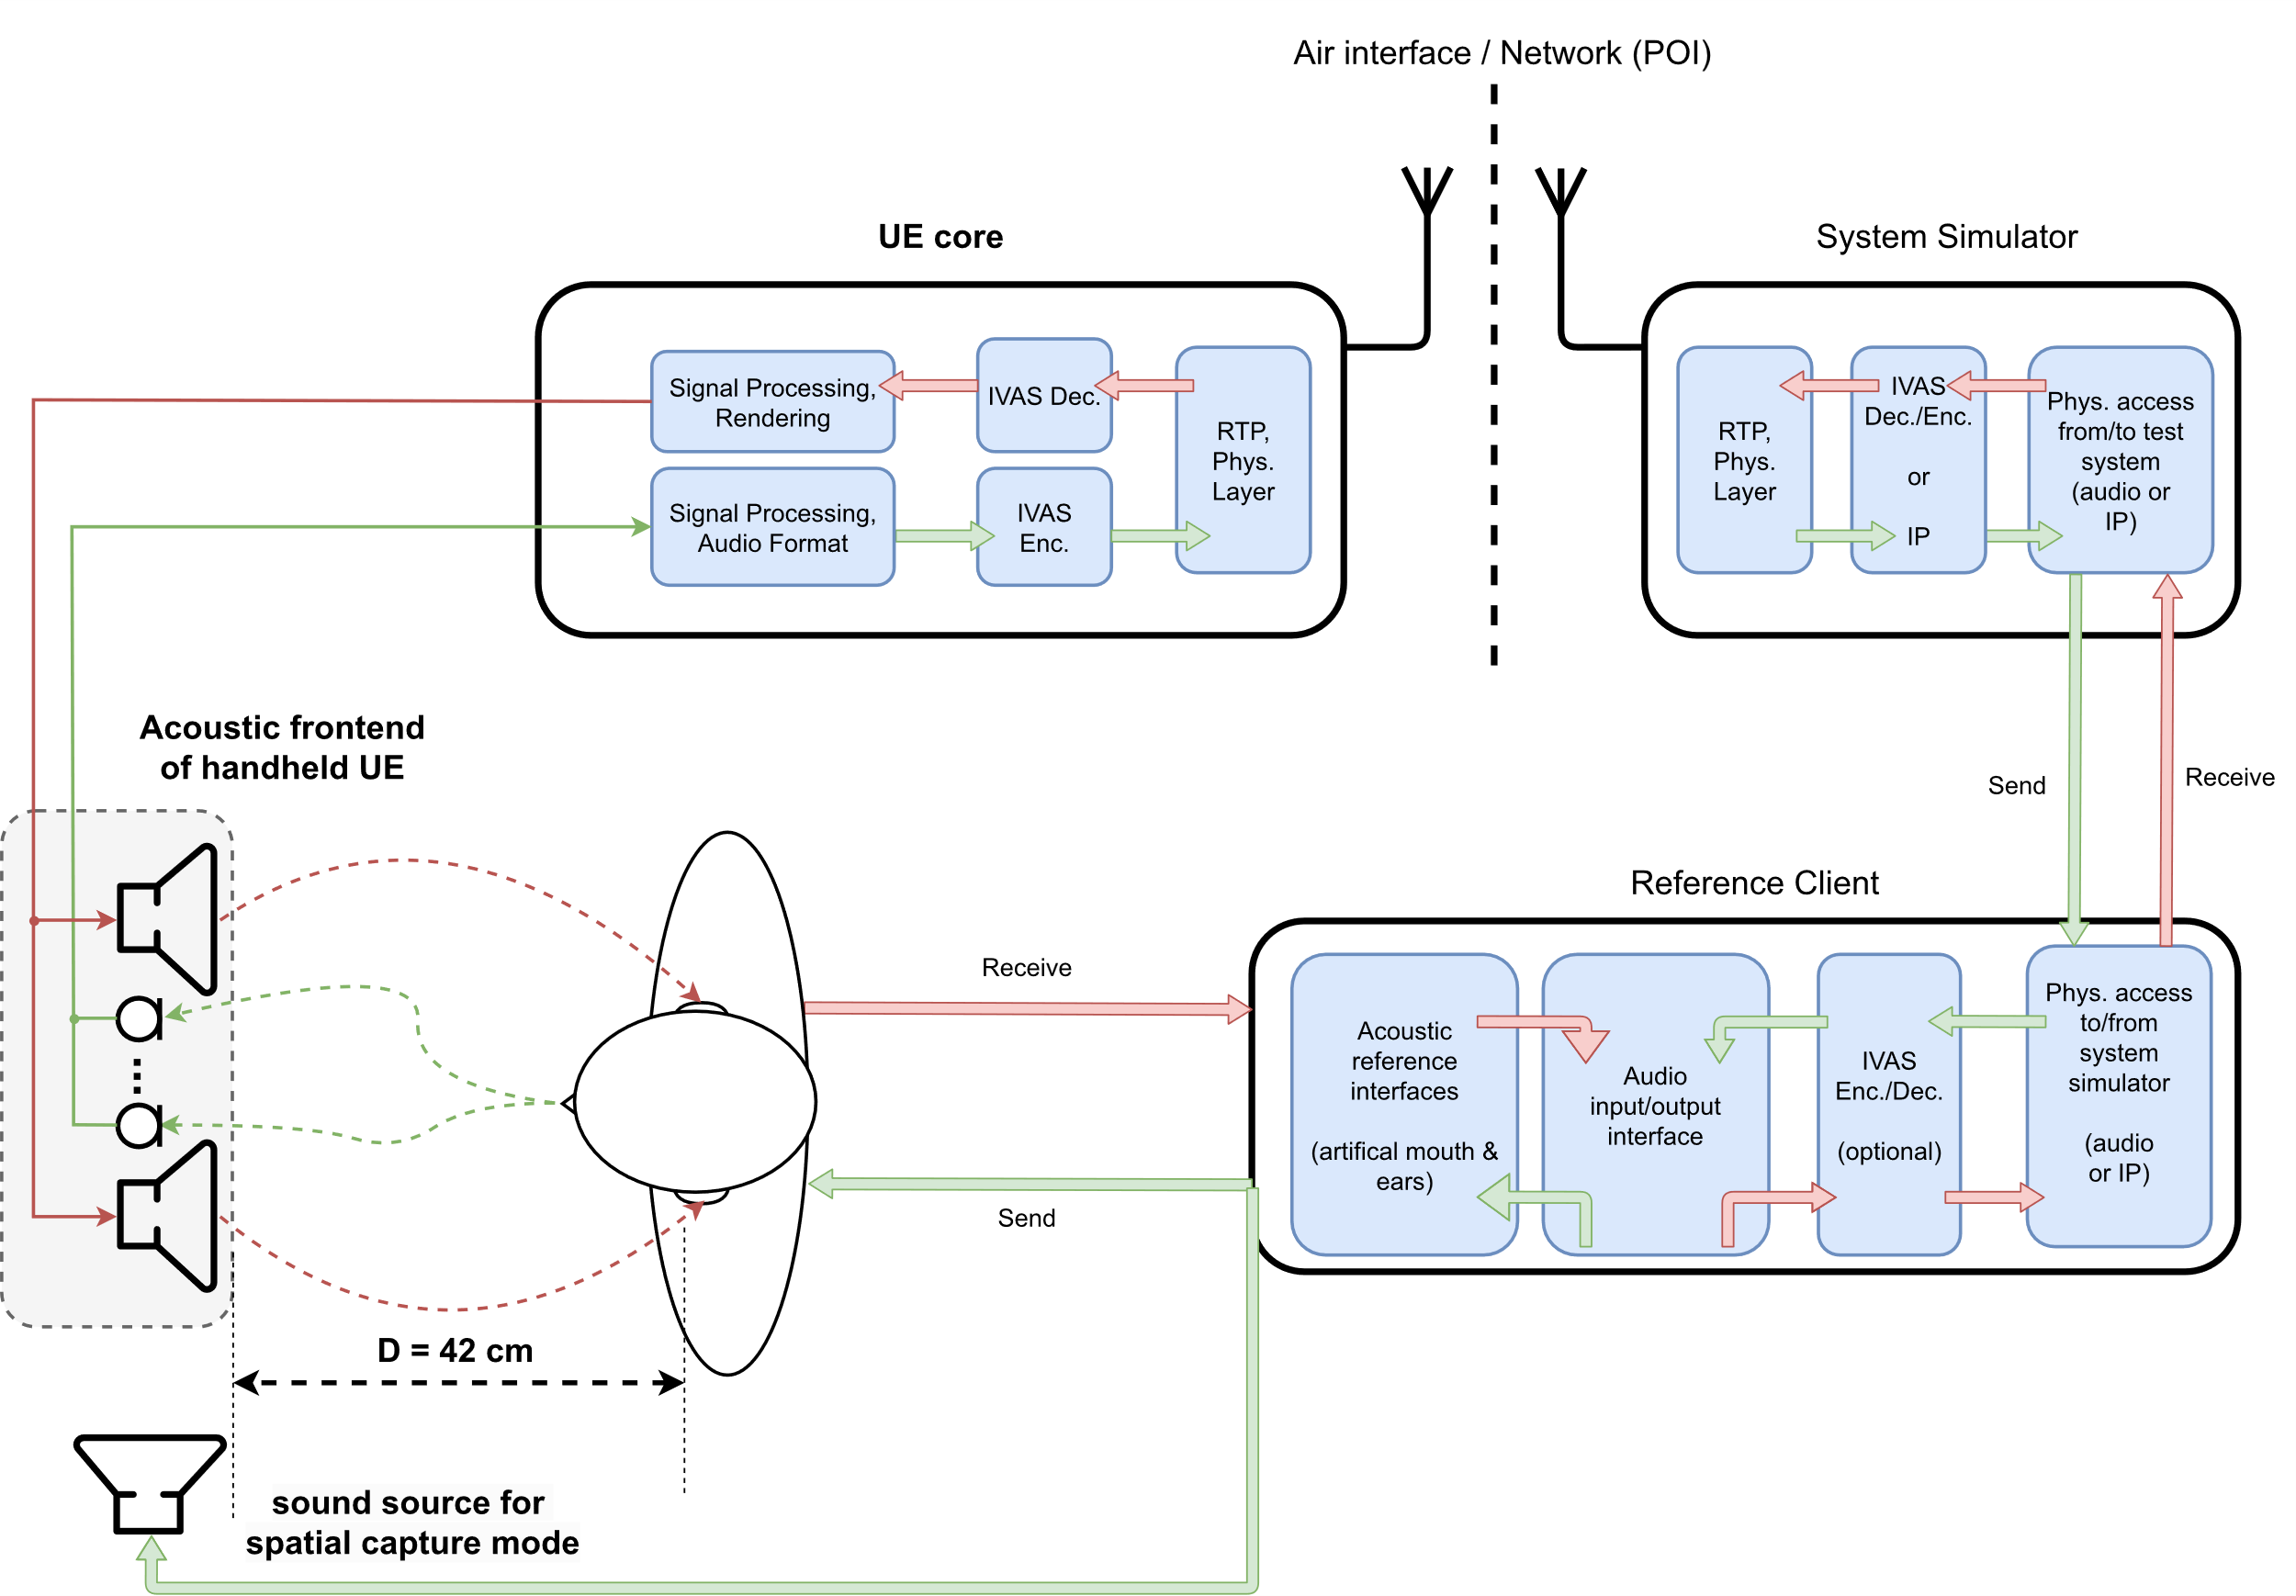 Air interface / Network (POI)
UE core
System Simulator
Signal Processing,
Rendering
IVAS Dec.
RTP,
Phys.
Layer
Signal Processing,
Audio Format
IVAS
Enc.
RTP,
Phys.
Layer
IVAS
Dec./Enc.
or
IP
Phys. access
from/to test
system
(audio or
IP)
Acoustic frontend
of handheld UE
Send
Receive
Reference Client
Receive
Send
Acoustic
reference
interfaces
(artifical mouth &
ears)
Audio
input/output
interface
IVAS
Enc./Dec.
(optional)
Phys. access
to/from
system
simulator
(audio
or IP)
D = 42 cm
sound source for
spatial capture mode